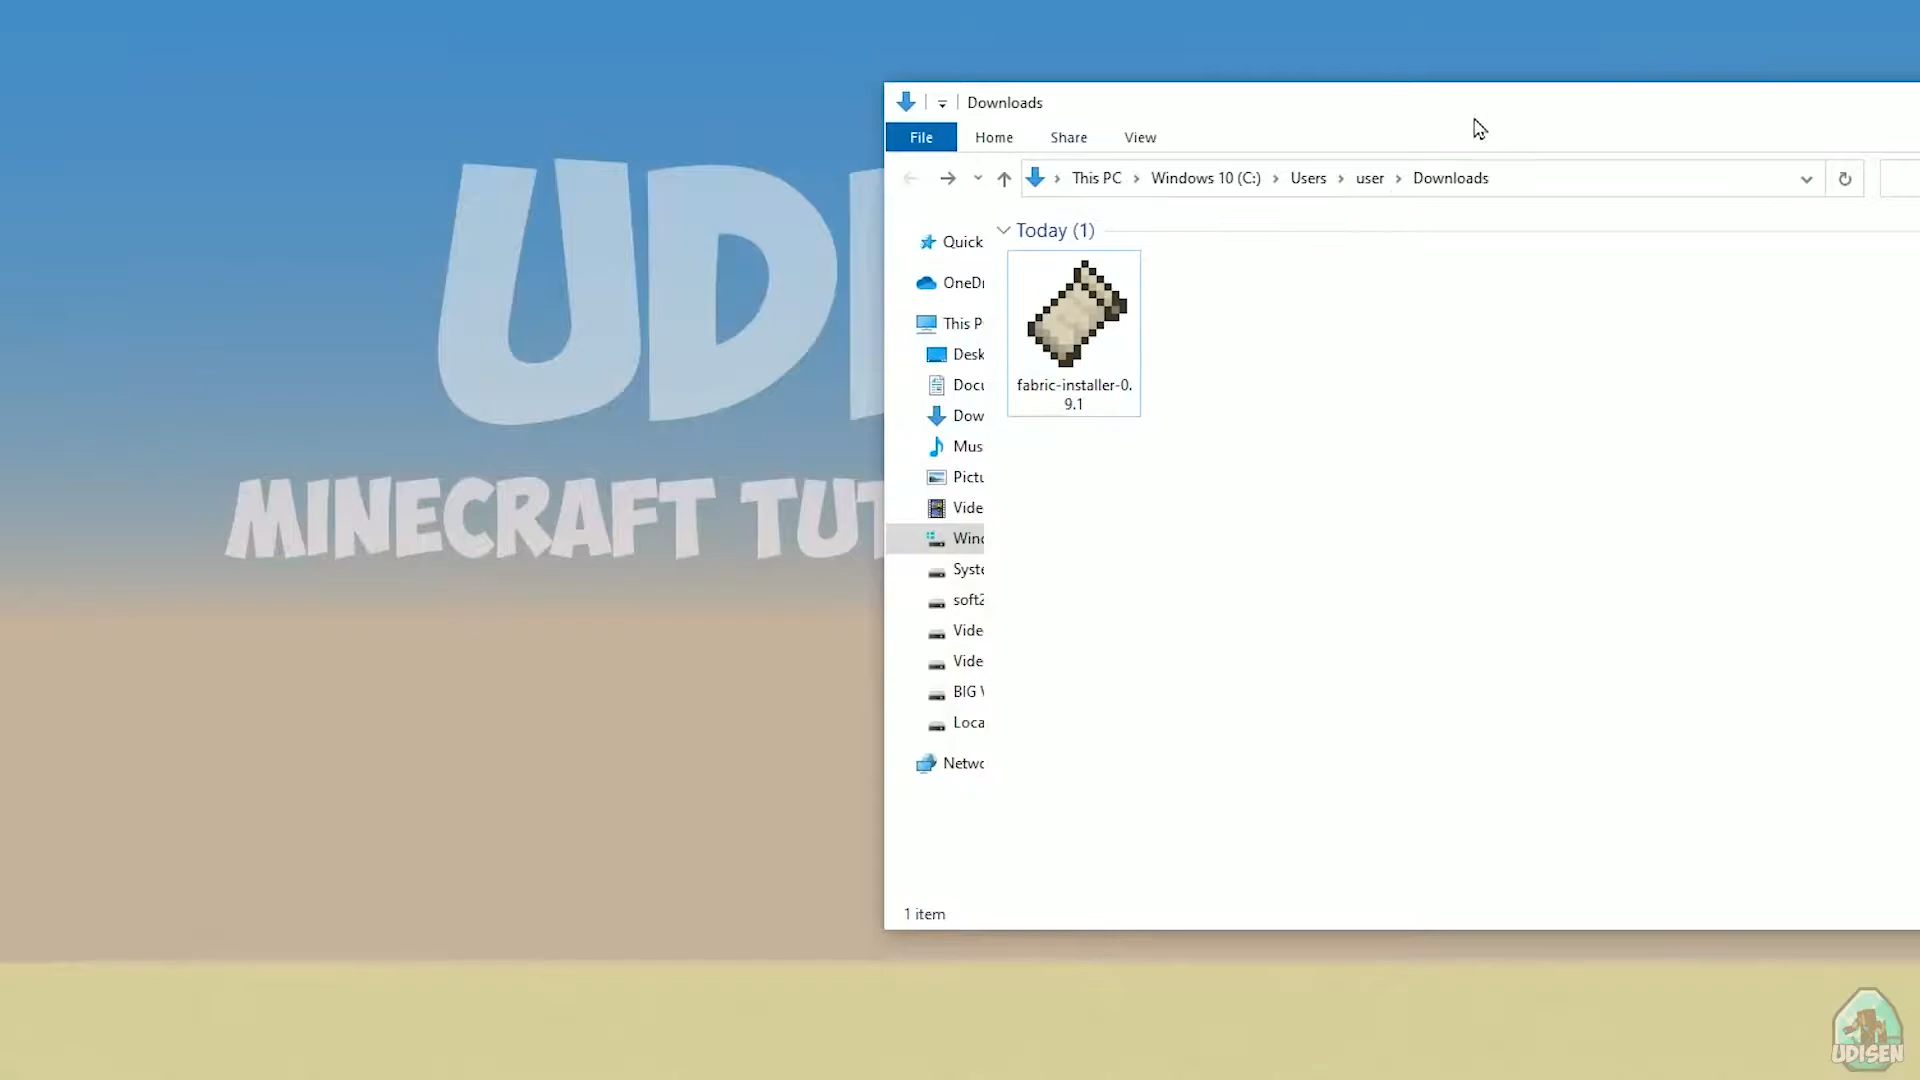 UDI
MINECRAFT TUT
Downloads
File Home Share View
This PC Windows 10 (C:) Users user Downloads
Quick
OneDr
This P
Desk
Docu
Dow
Mus
Pictu
Vide
Wind
Syste
soft2
Vide
Vide
BIG
Loca
Netwo
Today (1)
fabric-installer-0.
9.1
1 item
UDISEN